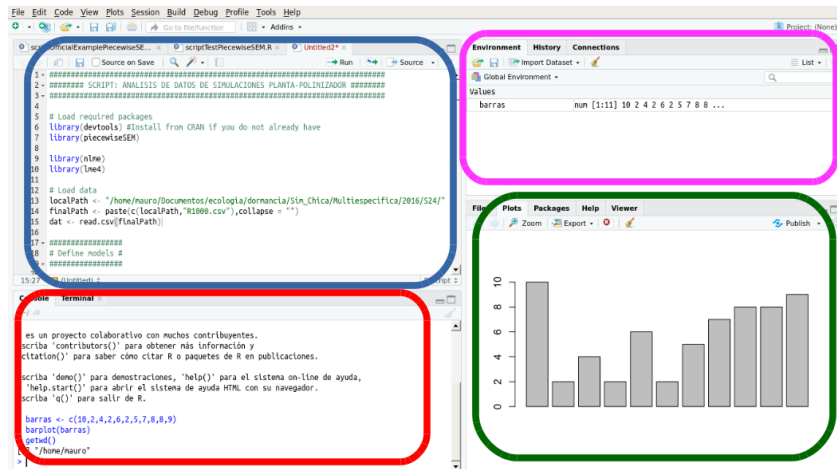 File Edit Code View Plots Session Build Debug Profile Tools Help
Go to file/function Addins Project: (None)
scriptOfficialExamplePiecewiseSE... × scriptTestPiecewiseSEM.R × Untitled2* ×
Source on Save Run Source
1 ##############################################################################
2 ######## SCRIPT: ANALISIS DE DATOS DE SIMULACIONES PLANTA-POLINIZADOR ########
3 ##############################################################################
4
5 # Load required packages
6 library(devtools) #Install from CRAN if you do not already have
7 library(piecewiseSEM)
8
9 library(nlme)
10 library(lme4)
11
12 # Load data
13 localPath <- "/home/mauro/Documentos/ecologia/dormancia/Sim_Chica/Multiespecifica/2016/S24/"
14 finalPath <- paste(c(localPath,"R1000.csv"),collapse = "")
15 dat <- read.csv(finalPath)
16
17 #################
18 # Define models #
19 #################
15:27 (Untitled)
Console Terminal ×
~/
es un proyecto colaborativo con muchos contribuyentes.
scriba 'contributors()' para obtener más información y
citation()' para saber cómo citar R o paquetes de R en publicaciones.
scriba 'demo()' para demostraciones, 'help()' para el sistema on-line de ayuda,
'help.start()' para abrir el sistema de ayuda HTML con su navegador.
scriba 'q()' para salir de R.
barras <- c(10,2,4,2,6,2,5,7,8,8,9)
barplot(barras)
getwd()
"/home/mauro"
>
Environment History Connections
Import Dataset List
Global Environment
Values
barras num [1:11] 10 2 4 2 6 2 5 7 8 8 ...
Files Plots Packages Help Viewer
Zoom Export Publish
10
8
6
4
2
0